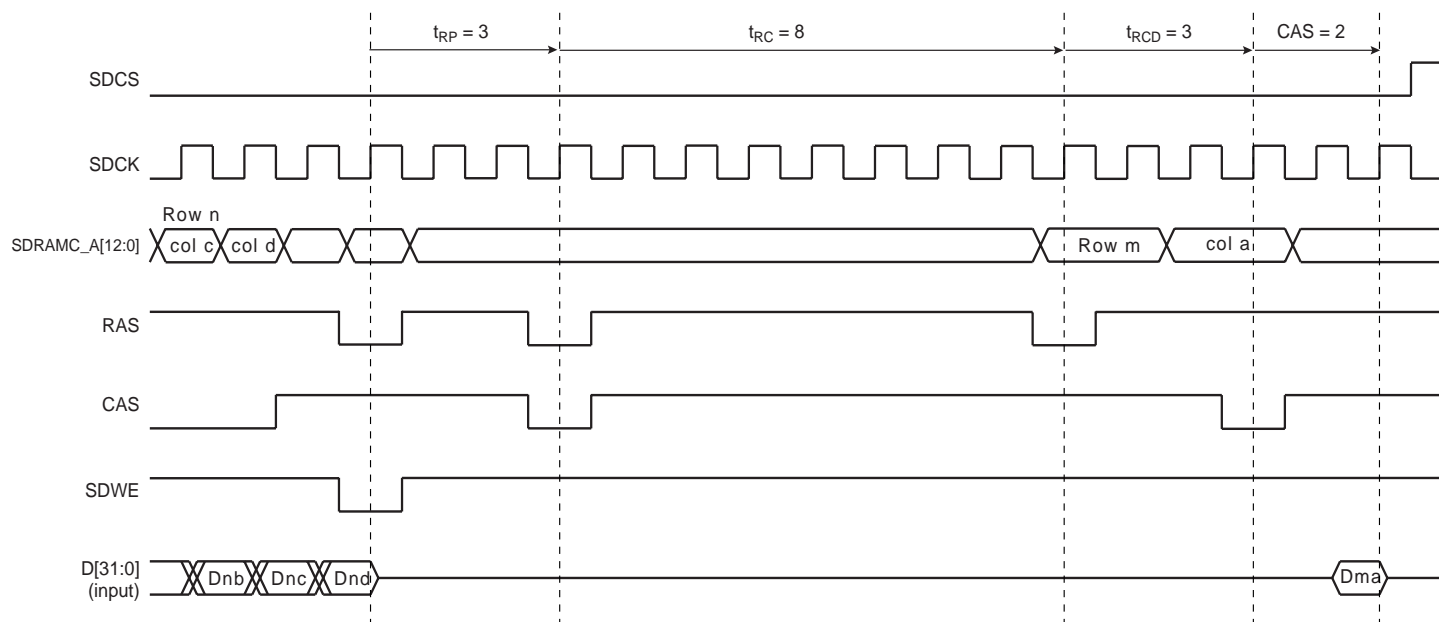 tRP = 3
tRC = 8
tRCD = 3
CAS = 2
SDCS
SDCK
Row n
SDRAMC_A[12:0]
col c
col d
Row m
col a
RAS
CAS
SDWE
D[31:0]
(input)
Dnb
Dnc
Dnd
Dma